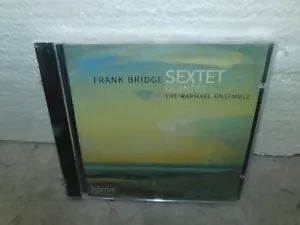 FRANK BRIDGE SEXTET
QUINTET
THE RAPHAEL ENSEMBLE
hyperion